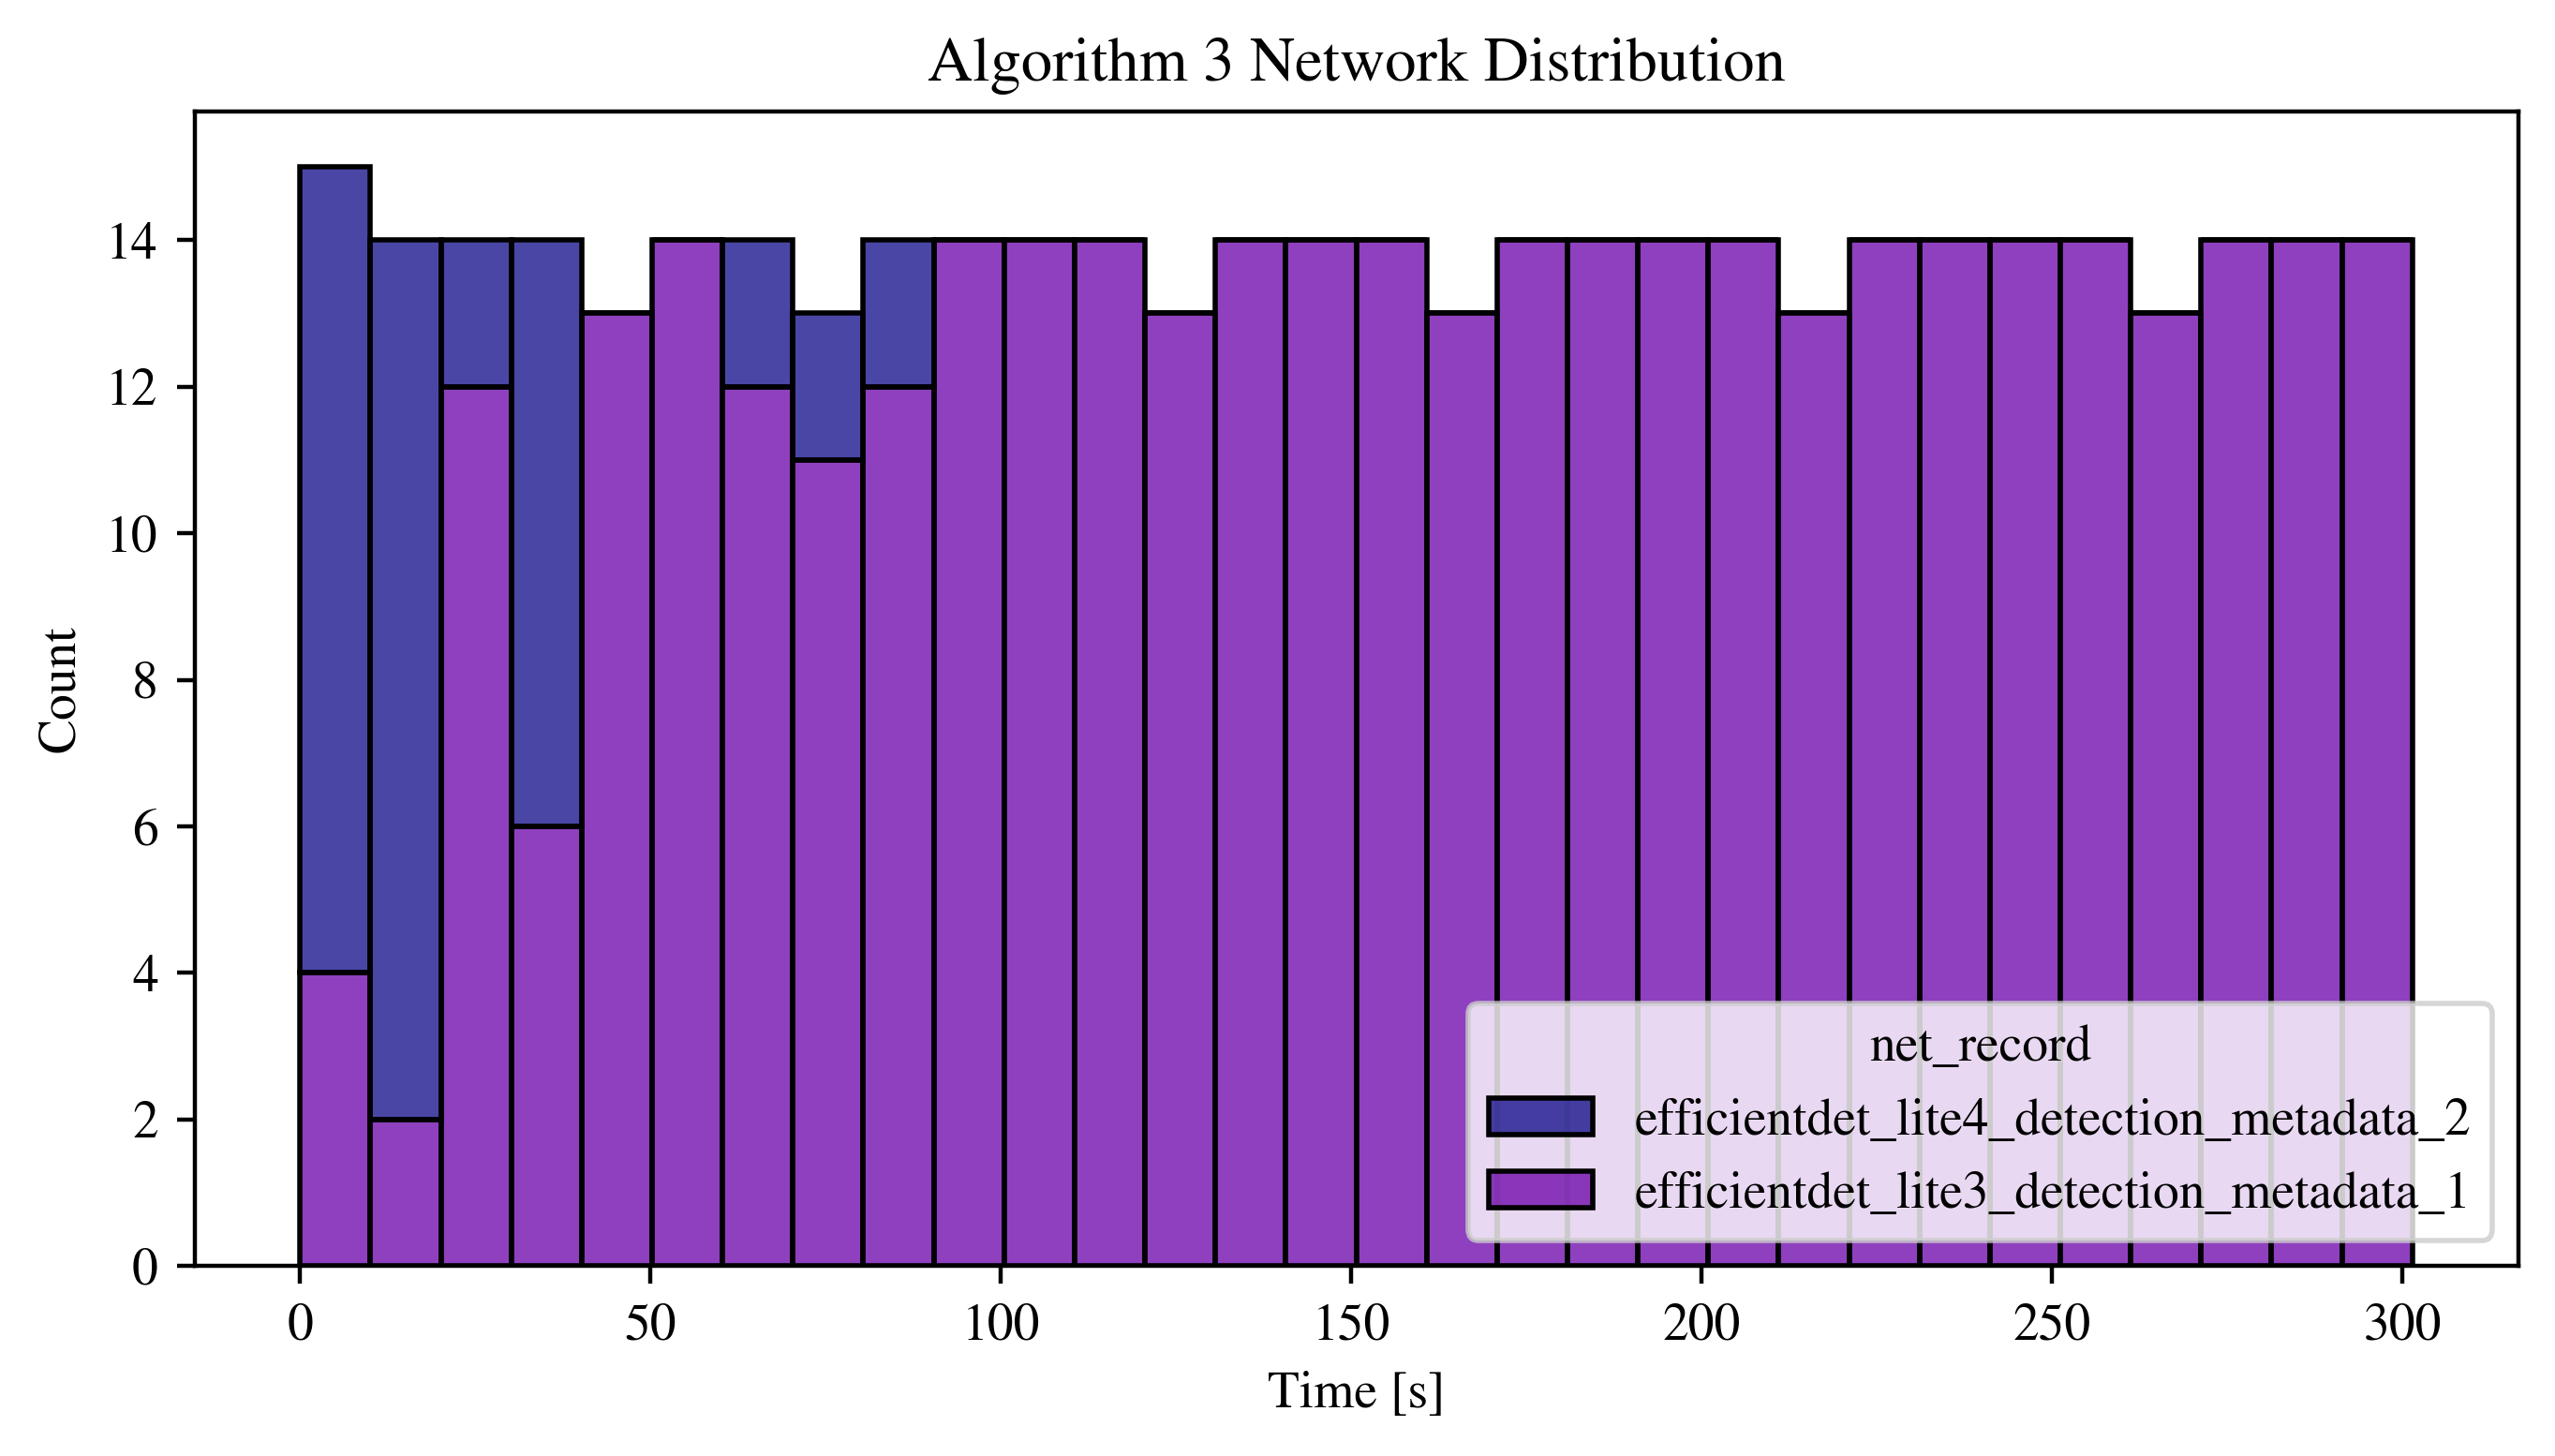 Algorithm 3 Network Distribution
14
12
10
8
6
4
2
0
Count
net_record
efficientdet_lite4_detection_metadata_2
efficientdet_lite3_detection_metadata_1
0 50 100 150 200 250 300
Time [s]